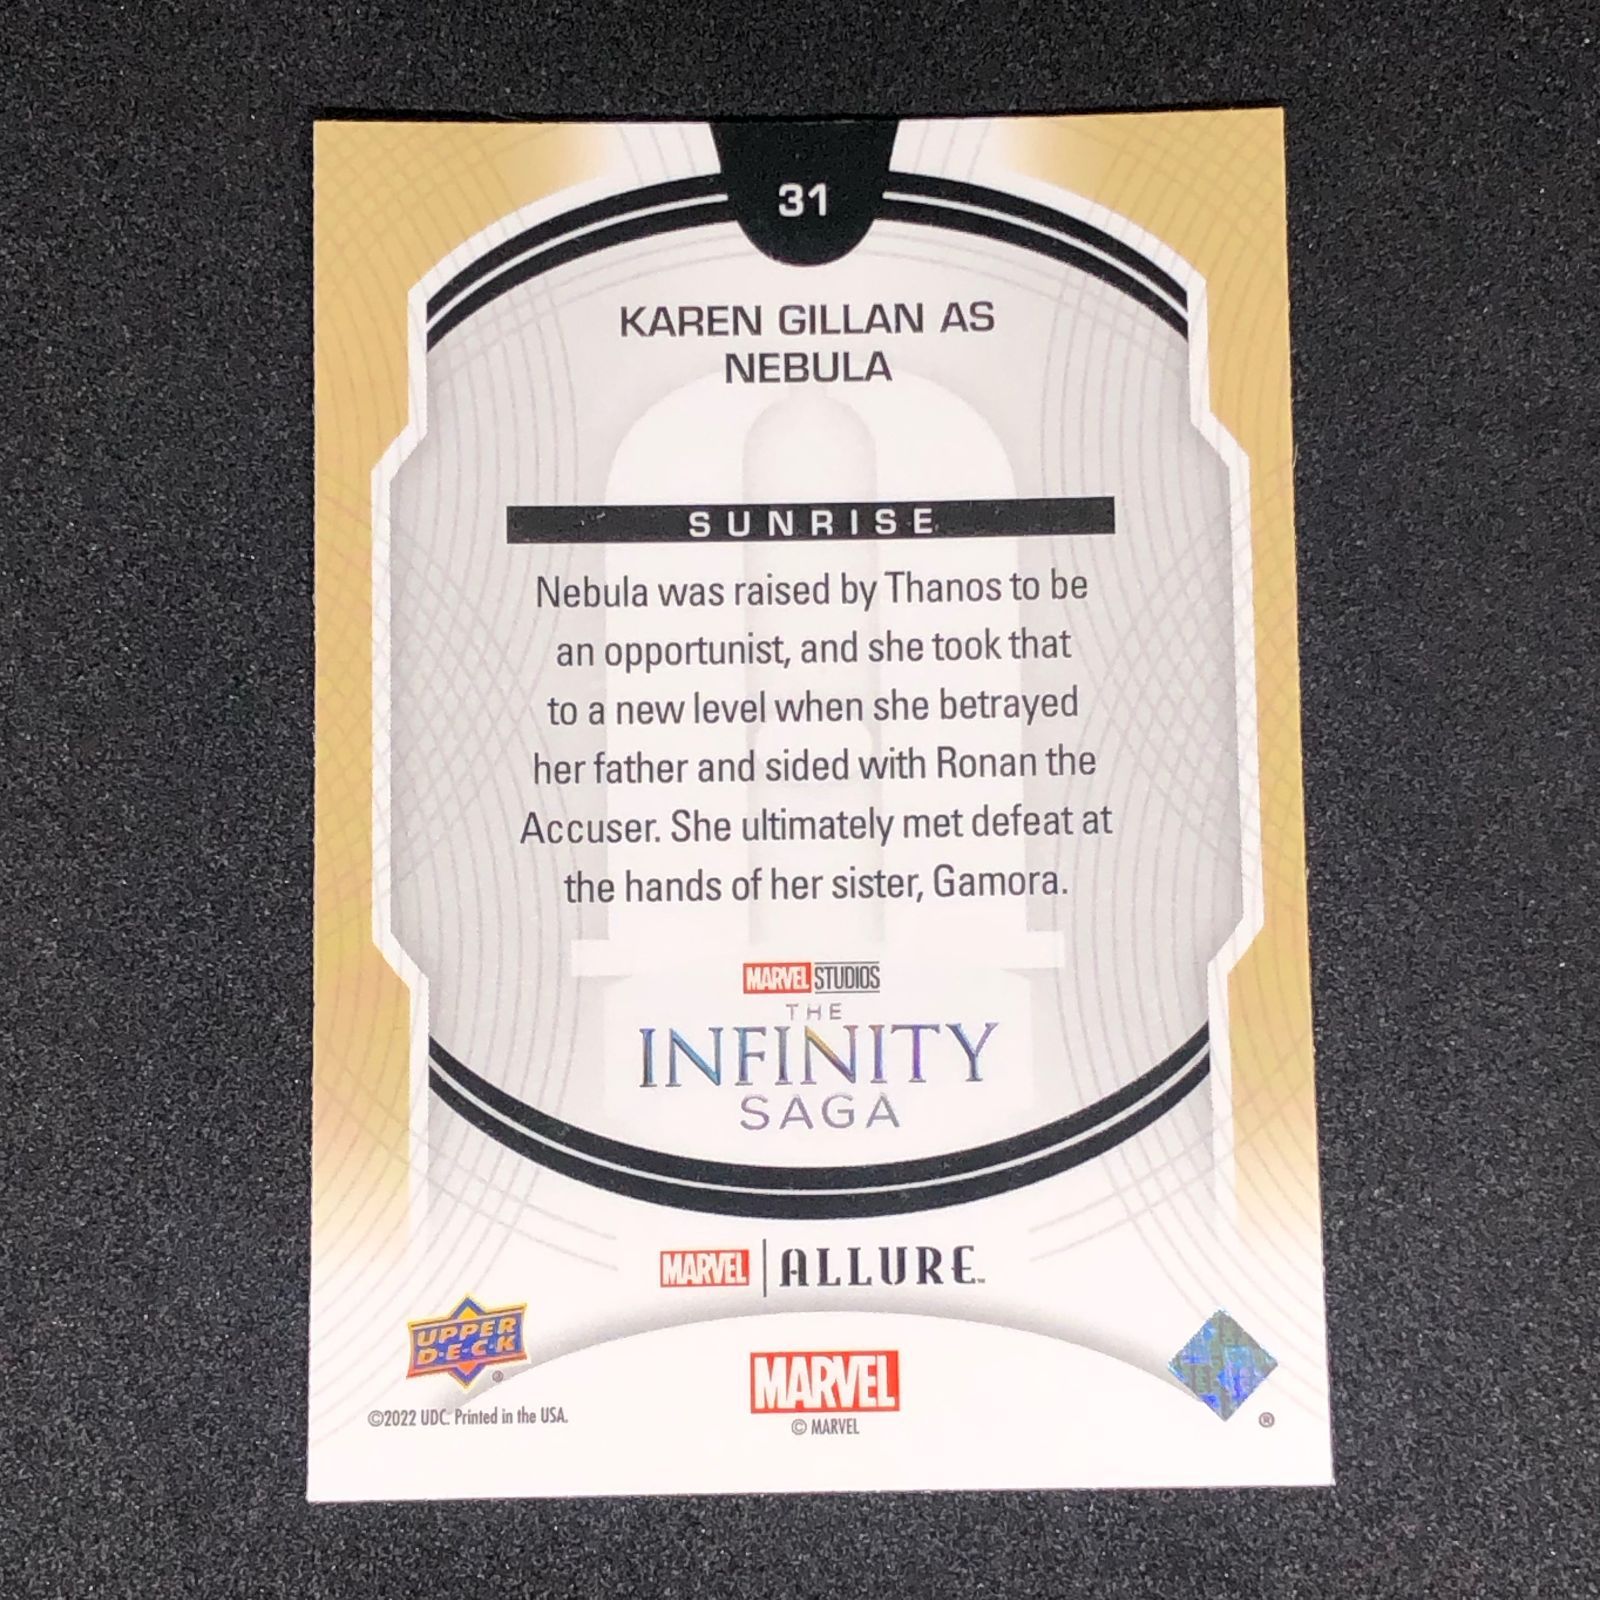 31
KAREN GILLAN AS
NEBULA
SUNRISE
Nebula was raised by Thanos to be
an opportunist, and she took that
to a new level when she betrayed
her father and sided with Ronan the
Accuser. She ultimately met defeat at
the hands of her sister, Gamora.
MARVEL STUDIOS
THE
INFINITY
SAGA
MARVEL | ALLURE™
UPPER
D·E·C·K
®
©2022 UDC. Printed in the USA.
MARVEL
© MARVEL
®